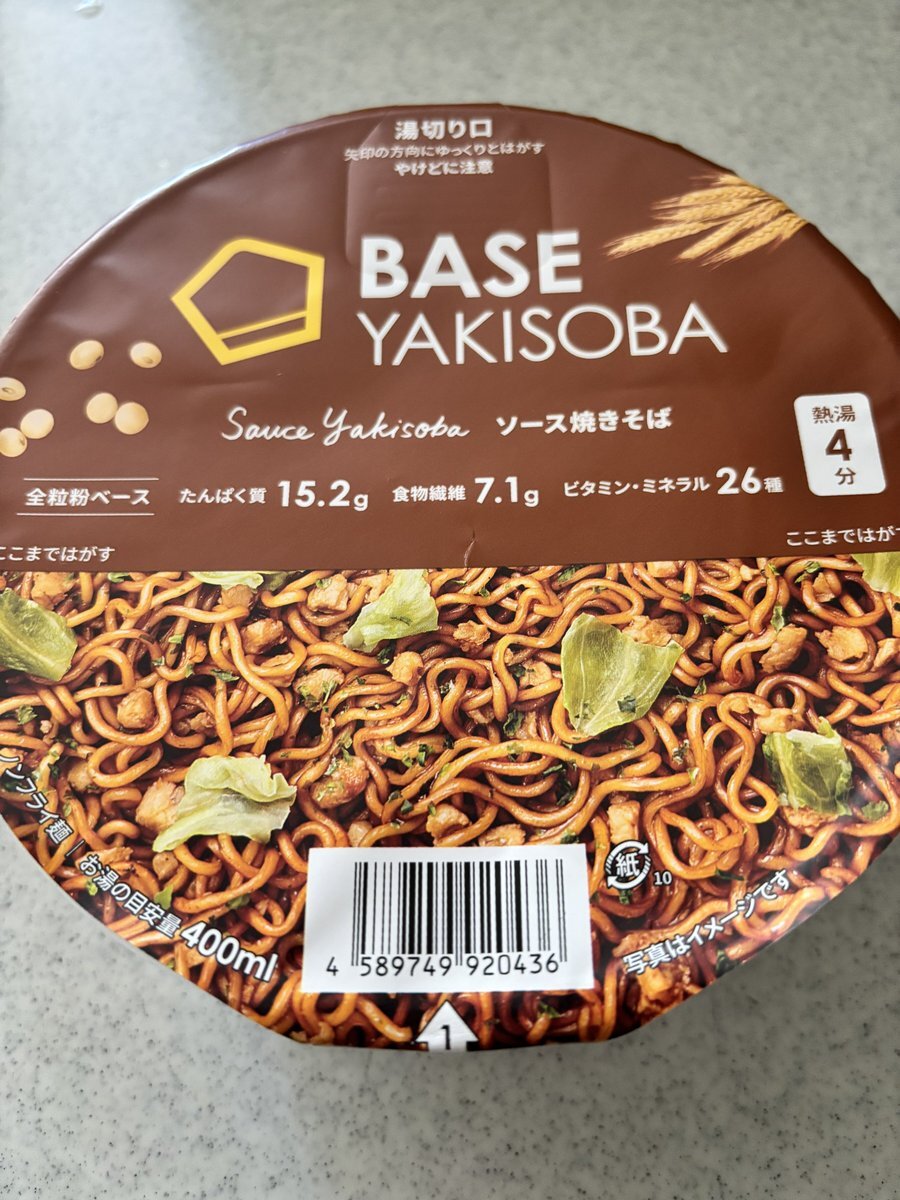 湯切り口
矢印の方向にゆっくりとはがす
やけどに注意
BASE
YAKISOBA
Sauce Yakisoba ソース焼きそば
熱湯
4
分
全粒粉ベース たんぱく質 15.2g 食物繊維 7.1g ビタミン・ミネラル 26種
ここまではがす
ここまではがす
ノンフライ麺 | お湯の目安量 400ml
紙 10
写真はイメージです
4 589749 920436
1